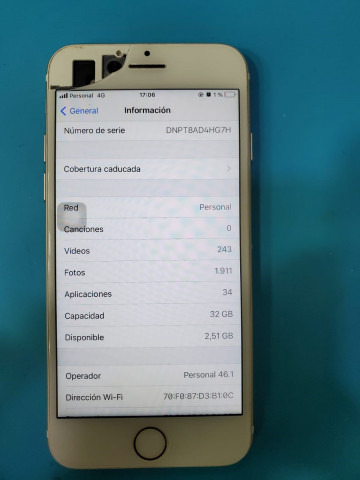 Personal 4G 17:06 1 %
General Información
Número de serie DNPT8AD4HG7H
Cobertura caducada
Red Personal
Canciones 0
Videos 243
Fotos 1.911
Aplicaciones 34
Capacidad 32 GB
Disponible 2,51 GB
Operador Personal 46.1
Dirección Wi-Fi 70:F0:87:D3:B1:0C